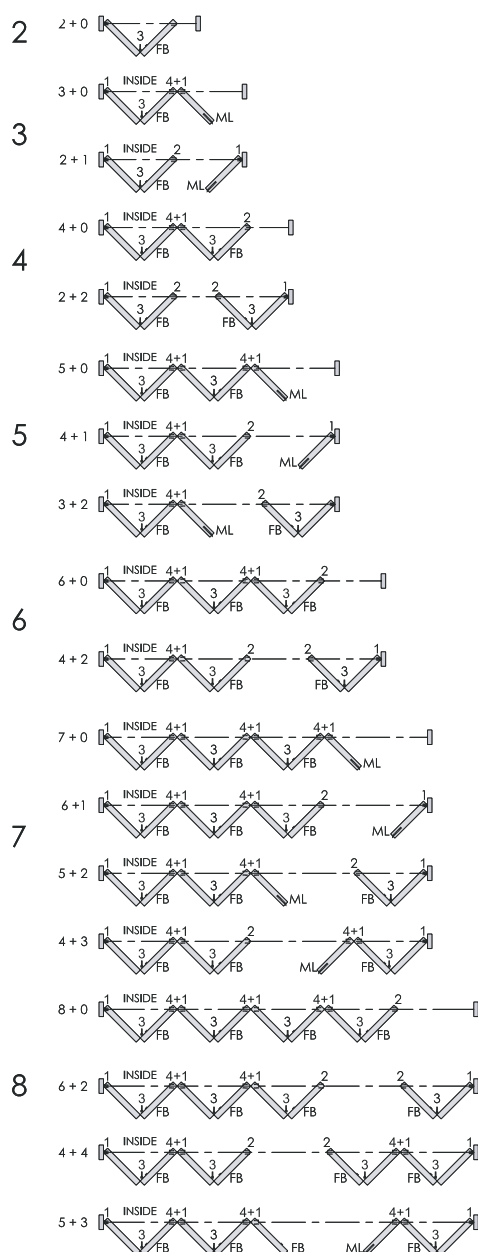 2
2 + 0
3
FB
3 + 0
1 INSIDE 4+1
3
FB ML
3
2 + 1
1 INSIDE 2 1
3
FB ML
4 + 0
1 INSIDE 4+1 2
3 3
FB FB
4
2 + 2
1 INSIDE 2 2 1
3 3
FB FB
5 + 0
1 INSIDE 4+1 4+1
3 3
FB FB ML
5
4 + 1
1 INSIDE 4+1 2 1
3 3
FB FB ML
3 + 2
1 INSIDE 4+1 2
3 3
FB ML FB
6 + 0
1 INSIDE 4+1 4+1 2
3 3 3
FB FB FB
6
4 + 2
1 INSIDE 4+1 2 2 1
3 3 3
FB FB FB
7 + 0
1 INSIDE 4+1 4+1 4+1
3 3 3
FB FB FB ML
7
6 +1
1 INSIDE 4+1 4+1 2 1
3 3 3
FB FB FB ML
5 + 2
1 INSIDE 4+1 4+1 2 1
3 3 3
FB FB ML FB
4 + 3
1 INSIDE 4+1 2 4+1 1
3 3 3
FB FB ML FB
8 + 0
1 INSIDE 4+1 4+1 4+1 2
3 3 3 3
FB FB FB FB
8
6 + 2
1 INSIDE 4+1 4+1 2 2 1
3 3 3 3
FB FB FB FB
4 + 4
1 INSIDE 4+1 2 2 4+1 1
3 3 3 3
FB FB FB FB
5 + 3
1 INSIDE 4+1 4+1 4+1 1
3 3 3
FB FB FB ML FB